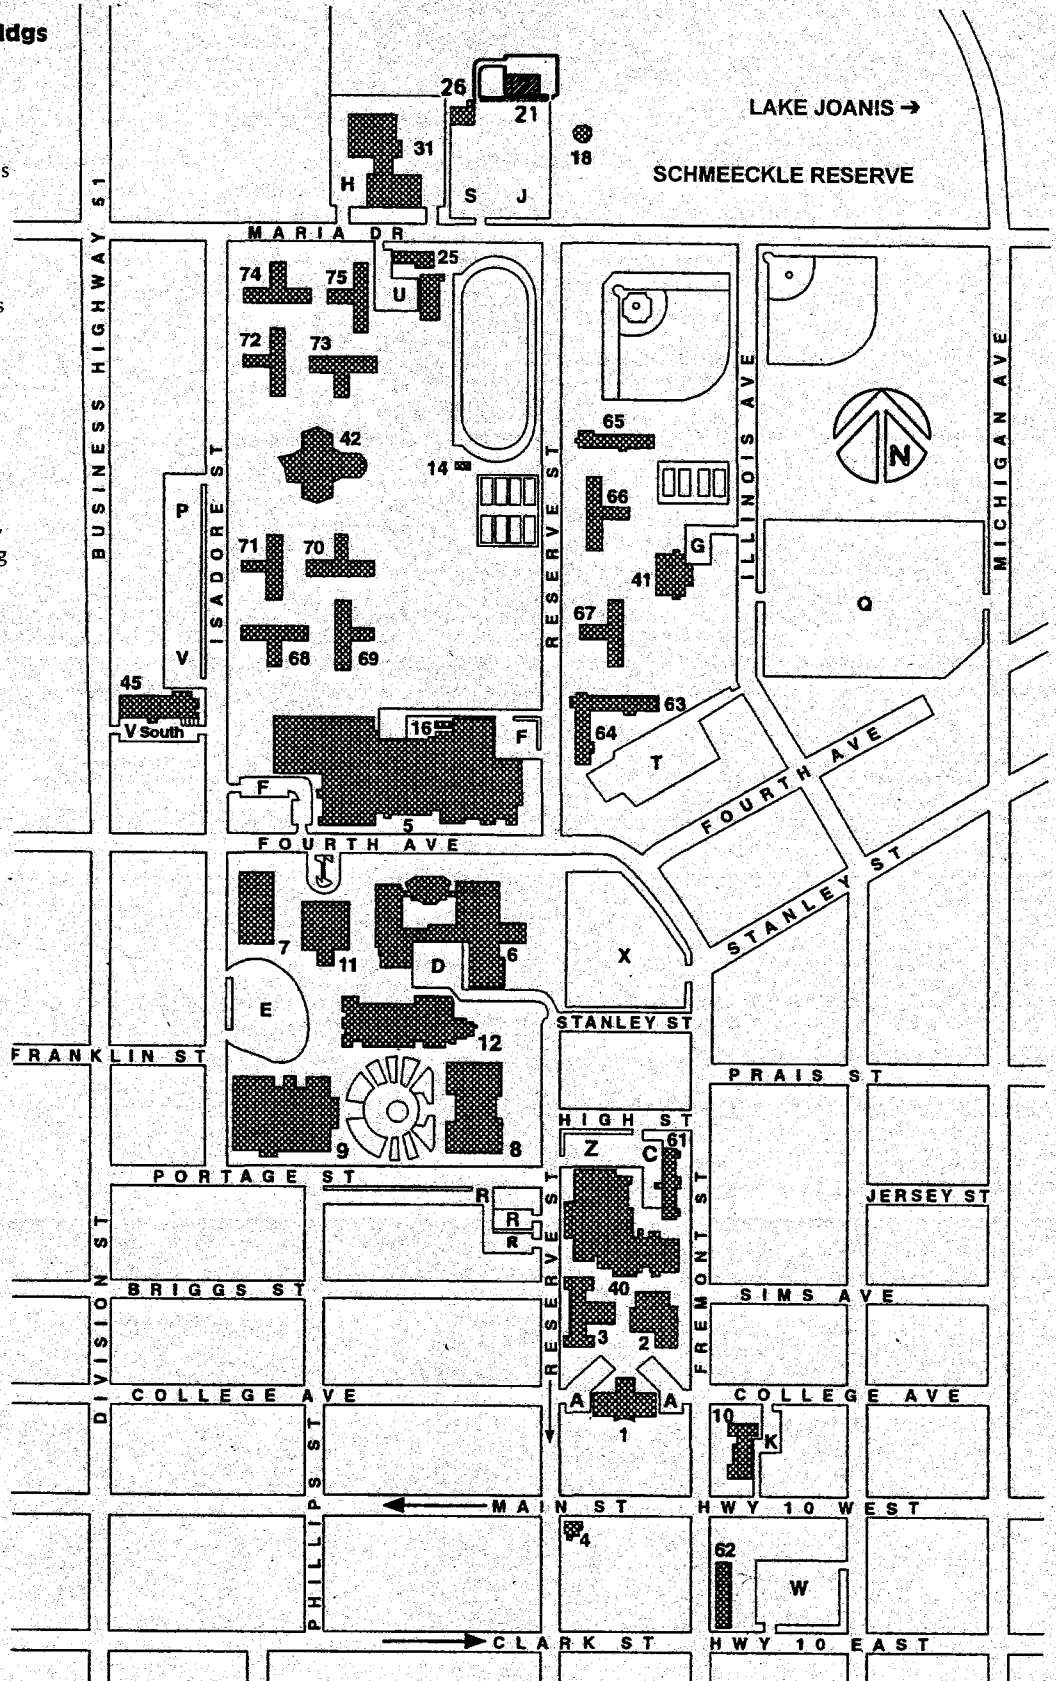 ldgs
26
21
LAKE JOANIS →
18
31
SCHMEECKLE RESERVE
s
H
S
J
BUSINESS HIGHWAY 51
MARIA DR
25
74
75
U
s
72
73
ILLINOIS AVE
MICHIGAN AVE
65
42
14
N
ISADORE ST
RESERVE ST
66
P
71
70
G
g
41
Q
67
V
68
69
45
63
V South
16
F
64
T
FOURTH AVE
F
5
FOURTH AVE
STANLEY ST
7
11
6
D
X
E
STANLEY ST
12
FRANKLIN ST
PRAIS ST
HIGH ST
61
Z
C
9
8
PORTAGE ST
R
JERSEY ST
R
R
RESERVE ST
FREMONT ST
DIVISION ST
BRIGGS ST
40
SIMS AVE
3
2
COLLEGE AVE
COLLEGE AVE
A
A
1
10
K
PHILLIPS ST
MAIN ST
HWY 10 WEST
4
62
W
CLARK ST
HWY 10 EAST